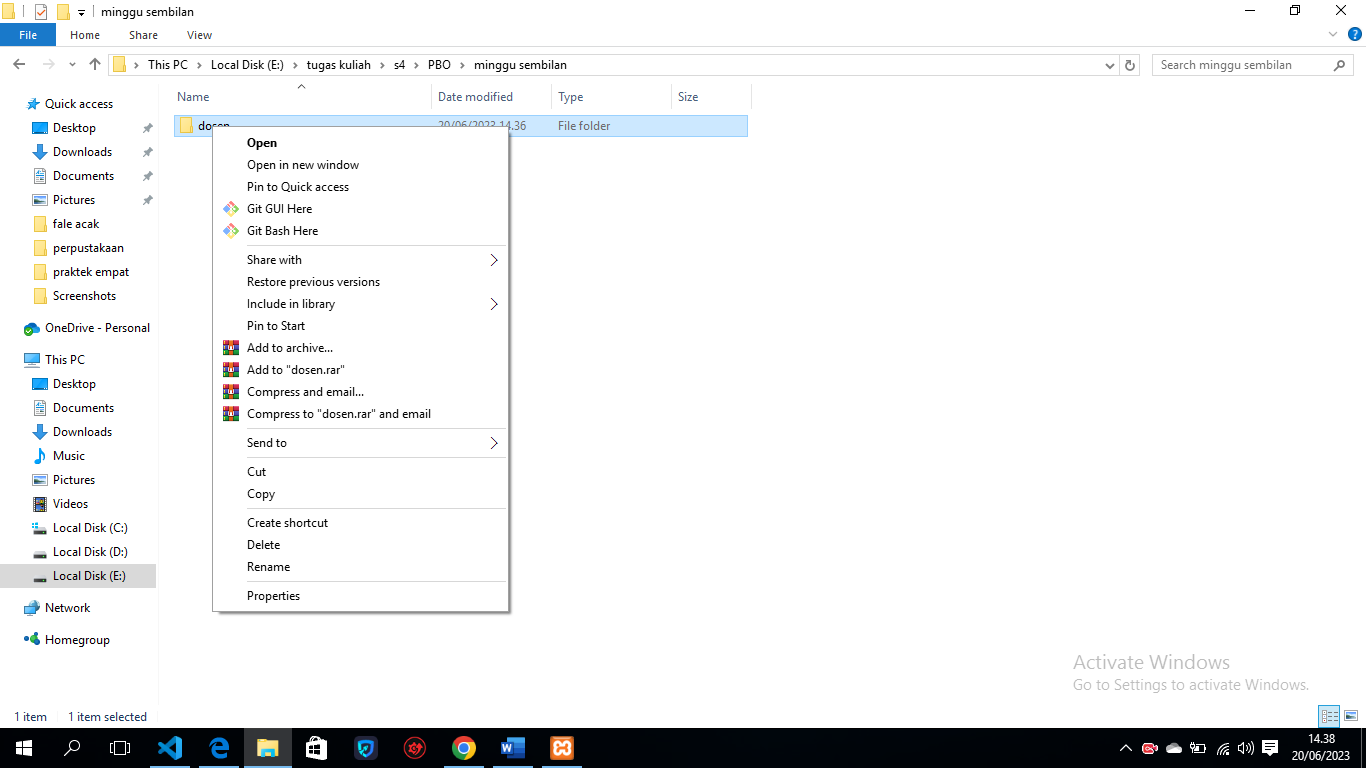 minggu sembilan
File Home Share View
This PC Local Disk (E:) tugas kuliah s4 PBO minggu sembilan
Search minggu sembilan
Name Date modified Type Size
dosen 20/06/2023 14.36 File folder
Quick access
Desktop
Downloads
Documents
Pictures
fale acak
perpustakaan
praktek empat
Screenshots
OneDrive - Personal
This PC
Desktop
Documents
Downloads
Music
Pictures
Videos
Local Disk (C:)
Local Disk (D:)
Local Disk (E:)
Network
Homegroup
Open
Open in new window
Pin to Quick access
Git GUI Here
Git Bash Here
Share with
Restore previous versions
Include in library
Pin to Start
Add to archive...
Add to "dosen.rar"
Compress and email...
Compress to "dosen.rar" and email
Send to
Cut
Copy
Create shortcut
Delete
Rename
Properties
Activate Windows
Go to Settings to activate Windows.
1 item 1 item selected
14.38
20/06/2023